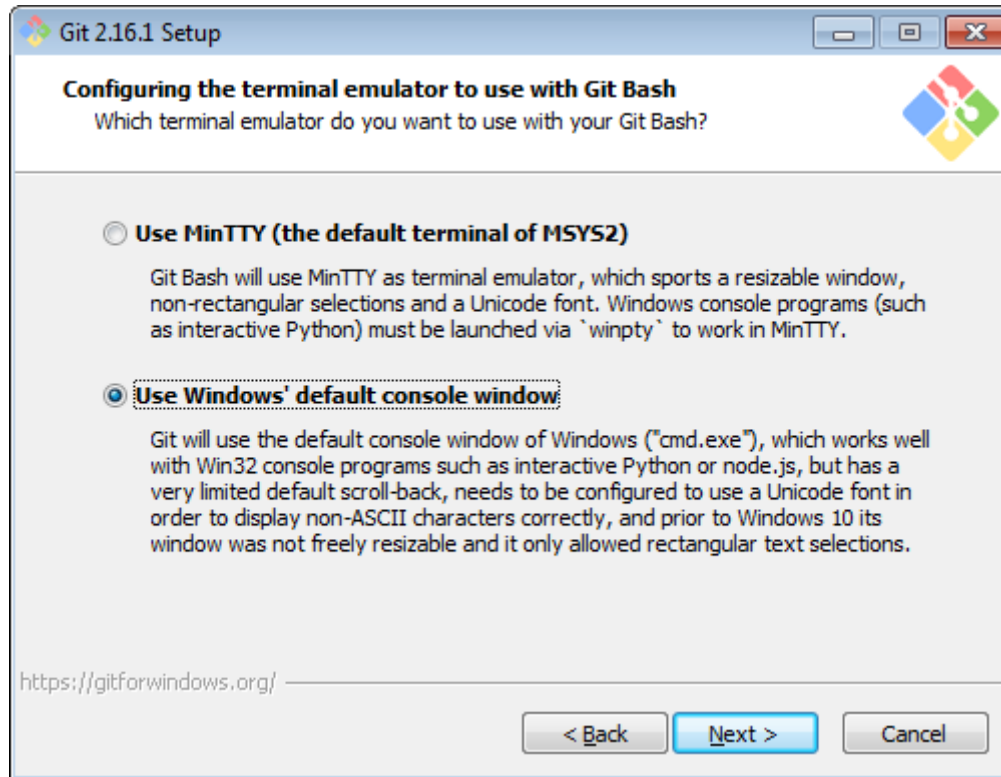 Git 2.16.1 Setup
Configuring the terminal emulator to use with Git Bash
Which terminal emulator do you want to use with your Git Bash?
Use MinTTY (the default terminal of MSYS2)
Git Bash will use MinTTY as terminal emulator, which sports a resizable window,
non-rectangular selections and a Unicode font. Windows console programs (such
as interactive Python) must be launched via `winpty` to work in MinTTY.
Use Windows' default console window
Git will use the default console window of Windows ("cmd.exe"), which works well
with Win32 console programs such as interactive Python or node.js, but has a
very limited default scroll-back, needs to be configured to use a Unicode font in
order to display non-ASCII characters correctly, and prior to Windows 10 its
window was not freely resizable and it only allowed rectangular text selections.
https://gitforwindows.org/
< Back
Next >
Cancel